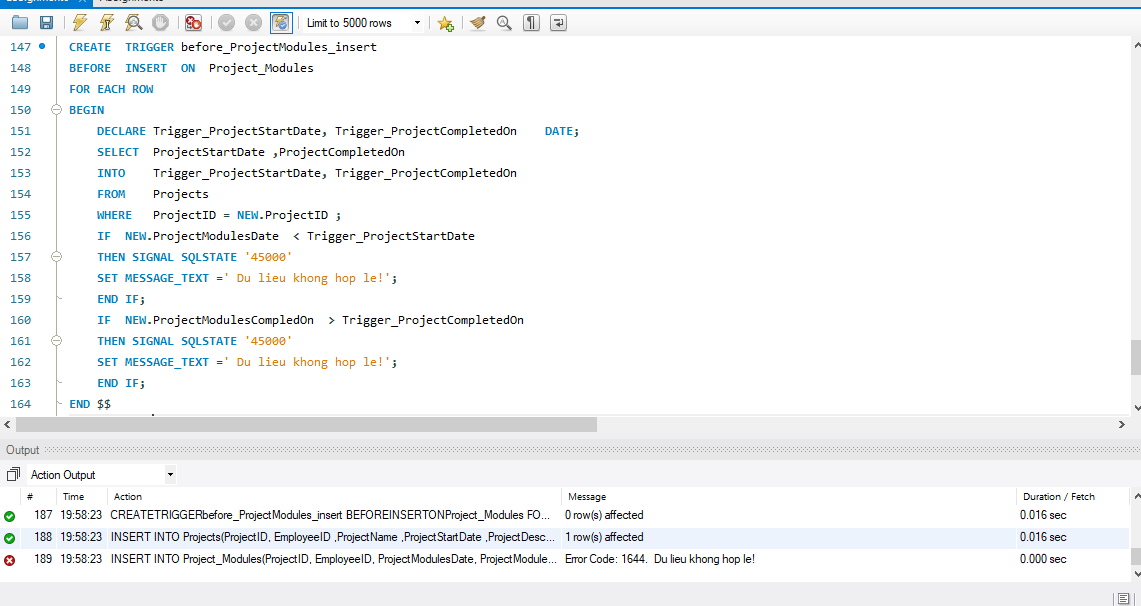 Limit to 5000 rows
147 CREATE TRIGGER before_ProjectModules_insert
148 BEFORE INSERT ON Project_Modules
149 FOR EACH ROW
150 BEGIN
151 DECLARE Trigger_ProjectStartDate, Trigger_ProjectCompletedOn DATE;
152 SELECT ProjectStartDate ,ProjectCompletedOn
153 INTO Trigger_ProjectStartDate, Trigger_ProjectCompletedOn
154 FROM Projects
155 WHERE ProjectID = NEW.ProjectID ;
156 IF NEW.ProjectModulesDate < Trigger_ProjectStartDate
157 THEN SIGNAL SQLSTATE '45000'
158 SET MESSAGE_TEXT =' Du lieu khong hop le!';
159 END IF;
160 IF NEW.ProjectModulesCompledOn > Trigger_ProjectCompletedOn
161 THEN SIGNAL SQLSTATE '45000'
162 SET MESSAGE_TEXT =' Du lieu khong hop le!';
163 END IF;
164 END $$
Output
Action Output
# Time Action Message Duration / Fetch
187 19:58:23 CREATETRIGGERbefore_ProjectModules_insert BEFOREINSERTONProject_Modules FO... 0 row(s) affected 0.016 sec
188 19:58:23 INSERT INTO Projects(ProjectID, EmployeeID ,ProjectName ,ProjectStartDate ,ProjectDesc... 1 row(s) affected 0.016 sec
189 19:58:23 INSERT INTO Project_Modules(ProjectID, EmployeeID, ProjectModulesDate, ProjectModule... Error Code: 1644. Du lieu khong hop le! 0.000 sec